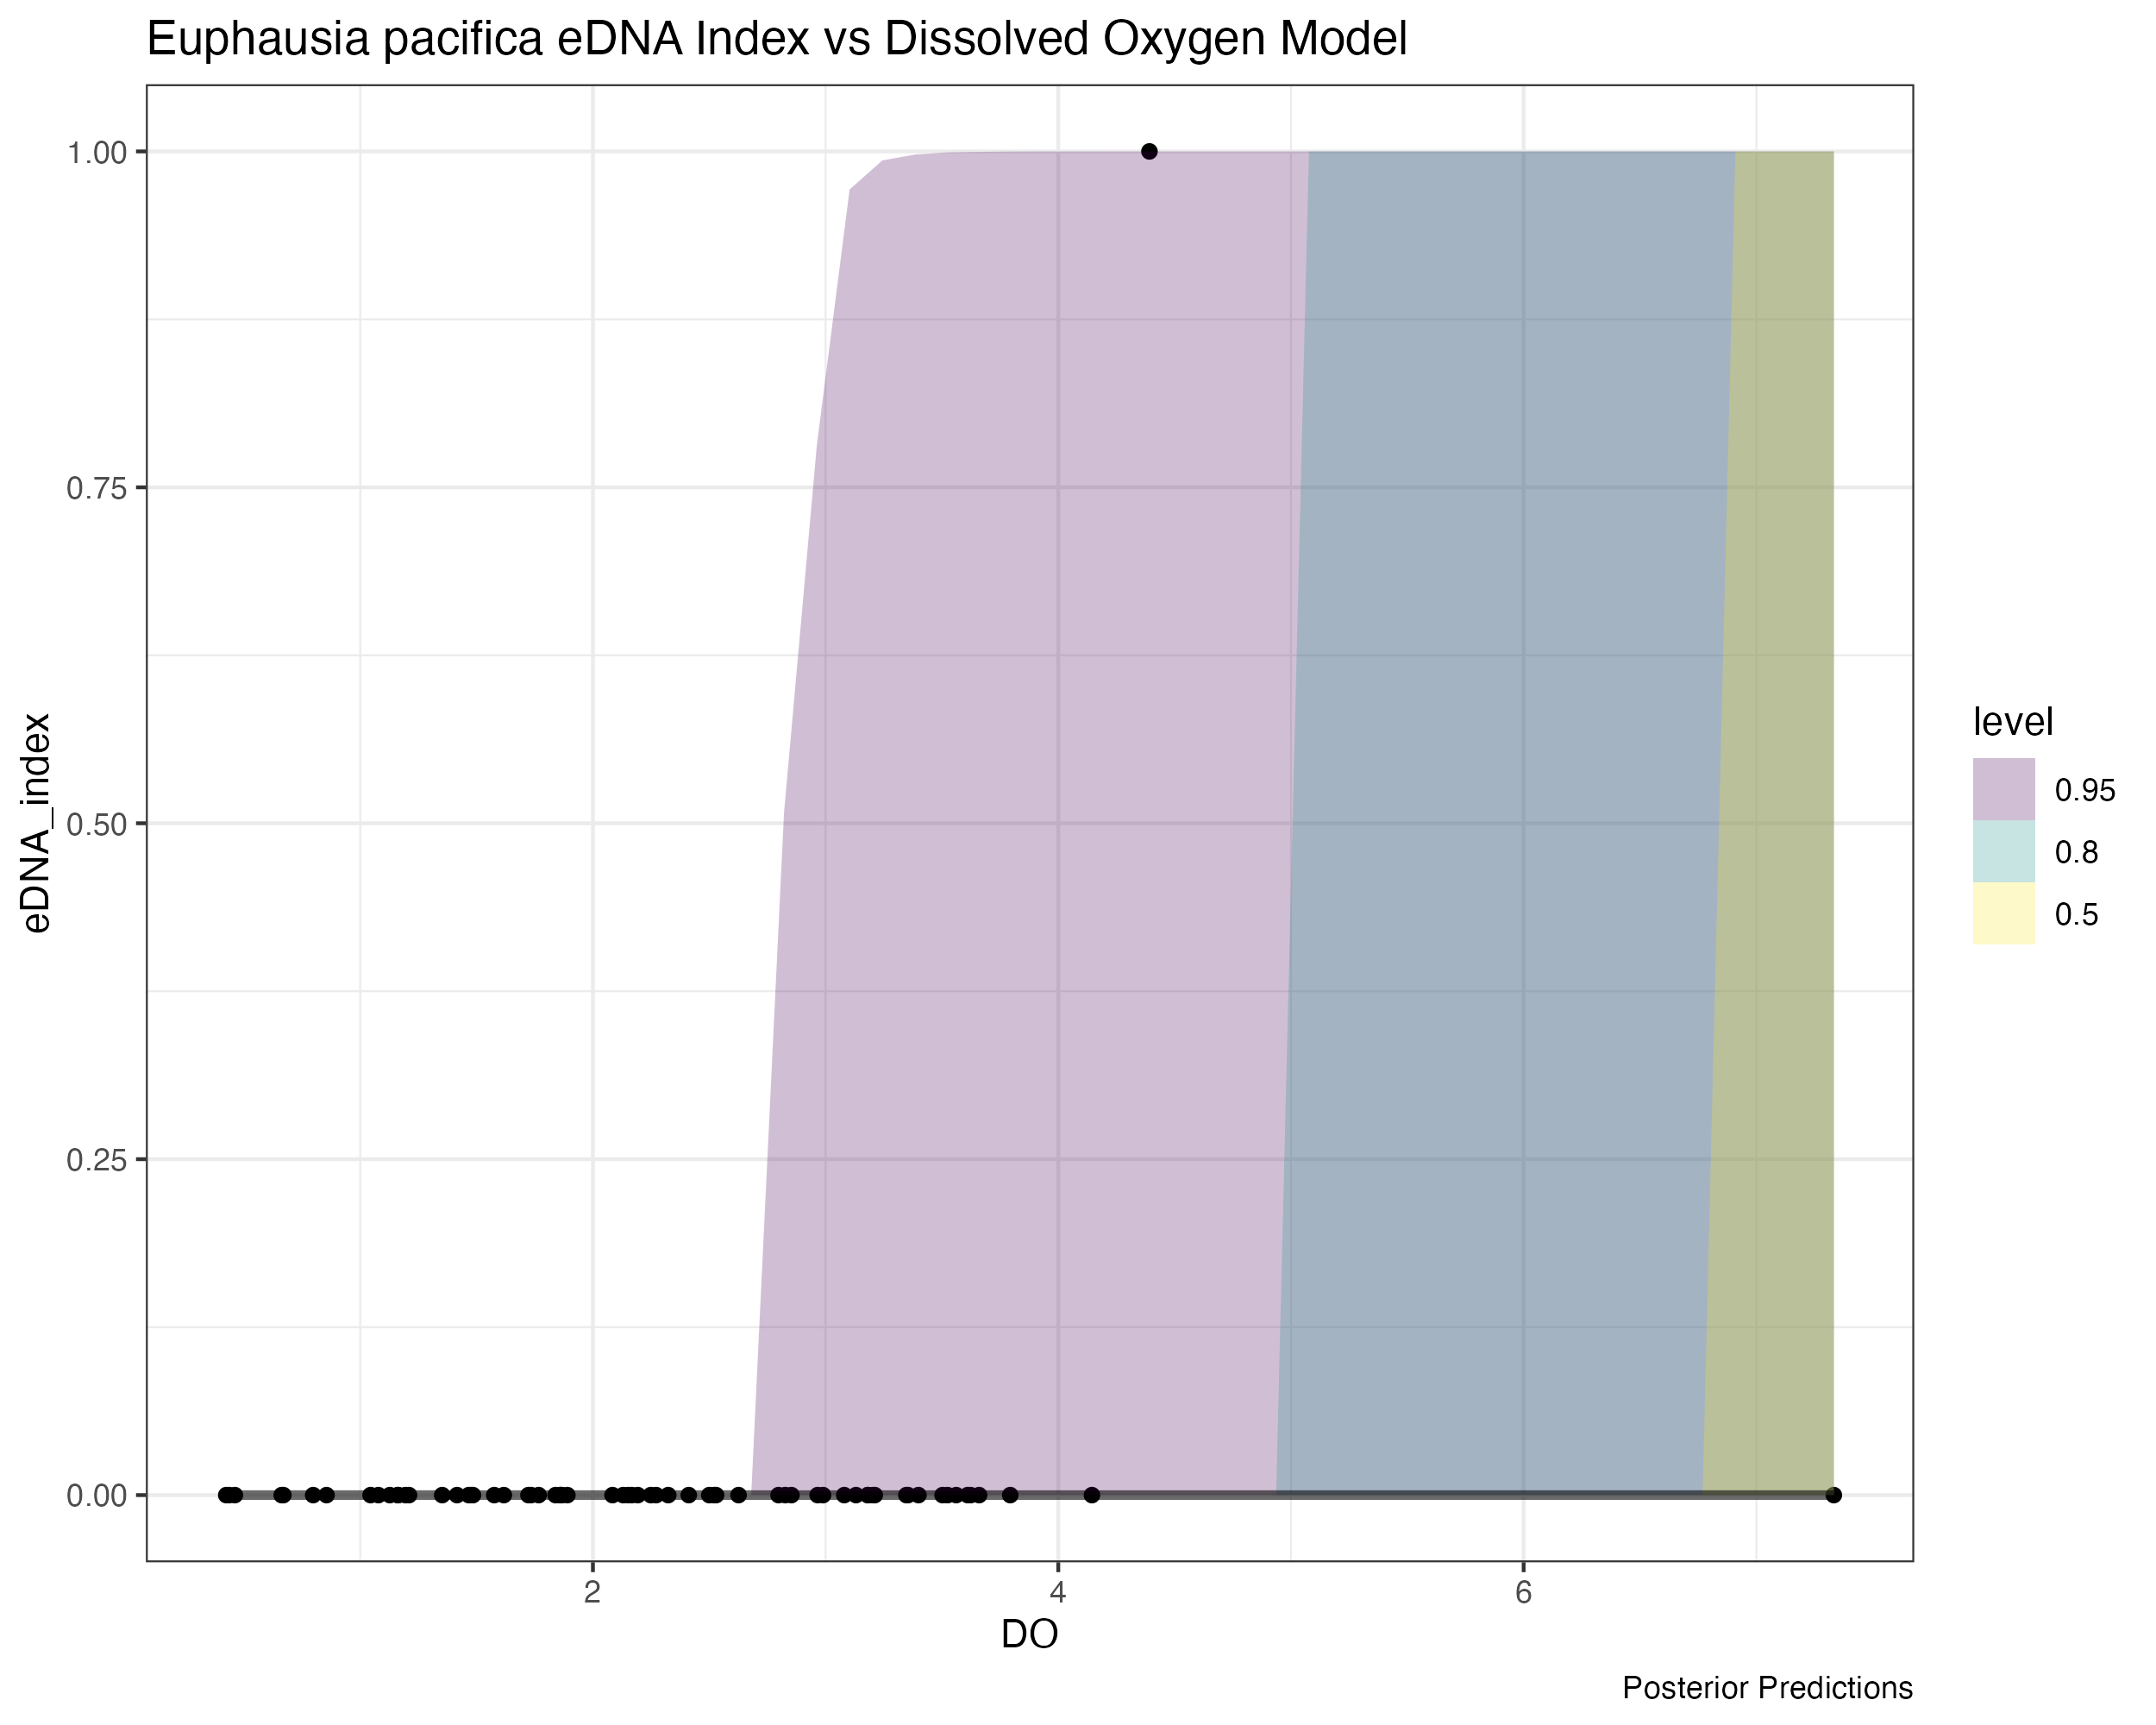 Euphausia pacifica eDNA Index vs Dissolved Oxygen Model
1.00
0.75
0.50
0.25
0.00
eDNA_index
2
4
6
DO
level
0.95
0.8
0.5
Posterior Predictions